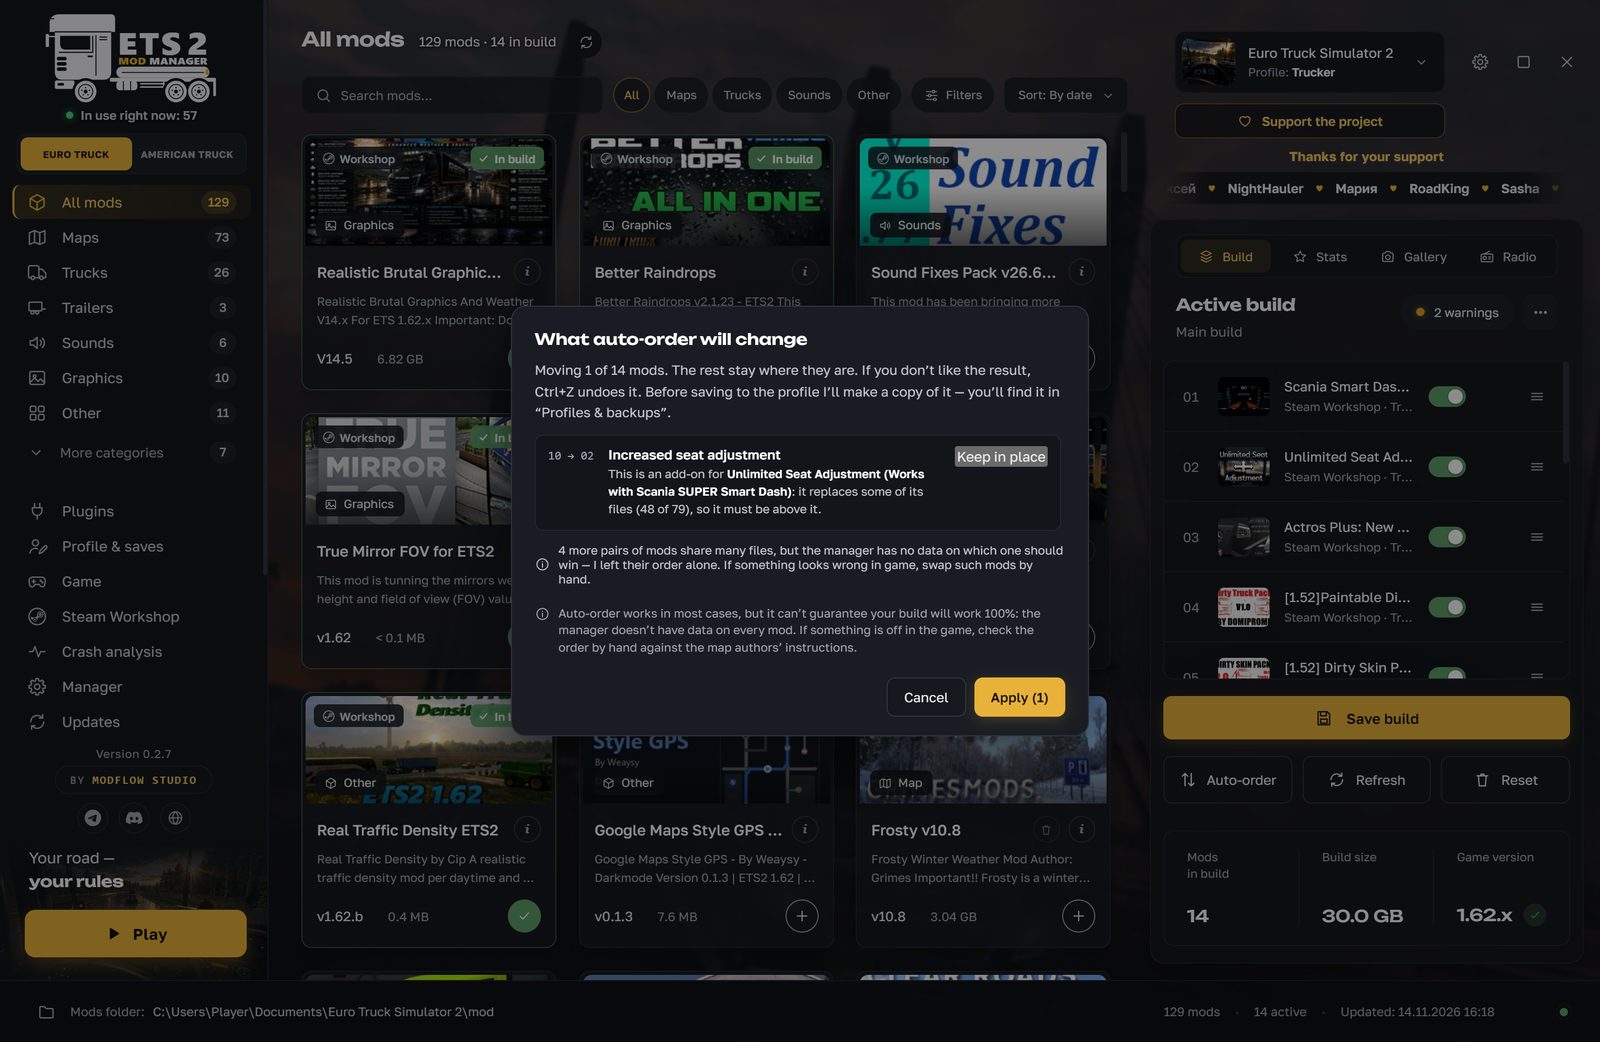 ETS 2
MOD MANAGER
In use right now: 57
EURO TRUCK
AMERICAN TRUCK
All mods 129
Maps 73
Trucks 26
Trailers 3
Sounds 6
Graphics 10
Other 11
More categories 7
Plugins
Profile & saves
Game
Steam Workshop
Crash analysis
Manager
Updates
Version 0.2.7
BY MODFLOW STUDIO
Your road —
your rules
Play
All mods 129 mods · 14 in build
Search mods...
All
Maps
Trucks
Sounds
Other
Filters
Sort: By date
Workshop
In build
Graphics
Realistic Brutal Graphic...
Realistic Brutal Graphics And Weather
V14.x For ETS 1.62.x Important: Do
V14.5 6.82 GB
BETTER
Workshop
In build
DROPS
ALL IN ONE
Graphics
EURO TRUCK
Better Raindrops
Better Raindrops v2.1.23 - ETS2 This
Workshop
Sound
26
Fixes
Sounds
Sound Fixes Pack v26.6...
This mod has been bringing more
TRUE
MIRROR
FOV
Workshop
Graphics
True Mirror FOV for ETS2
This mod is tunning the mirrors
height and field of view (FOV)
v1.62 < 0.1 MB
Workshop
Density
Other
ETS2 1.62
Real Traffic Density ETS2
Real Traffic Density by Cip A realistic
traffic density mod per daytime and ...
v1.62.b 0.4 MB
Style GPS
By Weaysy
Other
Google Maps Style GPS ...
Google Maps Style GPS - By Weaysy -
Darkmode Version 0.1.3 | ETS2 1.62 | ...
v0.1.3 7.6 MB
Map
ESMODS
Frosty v10.8
Frosty Winter Weather Mod Author:
Grimes Important!! Frosty is a winter...
v10.8 3.04 GB
What auto-order will change
Moving 1 of 14 mods. The rest stay where they are. If you don’t like the result,
Ctrl+Z undoes it. Before saving to the profile I’ll make a copy of it — you’ll find it in
“Profiles & backups”.
10 → 02 Increased seat adjustment
Keep in place
This is an add-on for Unlimited Seat Adjustment (Works
with Scania SUPER Smart Dash): it replaces some of its
files (48 of 79), so it must be above it.
4 more pairs of mods share many files, but the manager has no data on which one should
win — I left their order alone. If something looks wrong in game, swap such mods by
hand.
Auto-order works in most cases, but it can’t guarantee your build will work 100%: the
manager doesn’t have data on every mod. If something is off in the game, check the
order by hand against the map authors’ instructions.
Cancel
Apply (1)
Euro Truck Simulator 2
Profile: Trucker
Support the project
Thanks for your support
ксей ♥ NightHauler ♥ Мария ♥ RoadKing ♥ Sasha ♥
Build
Stats
Gallery
Radio
Active build
Main build
2 warnings
01 Scania Smart Das...
Steam Workshop · Tr...
02 Unlimited Seat Ad...
Steam Workshop · Tr...
Unlimited Seat
Adjustment
03 Actros Plus: New ...
Steam Workshop · Tr...
04 [1.52]Paintable Di...
Steam Workshop · Tr...
V1.0
05 [1.52] Dirty Skin P...
Save build
Auto-order
Refresh
Reset
Mods
in build
14
Build size
30.0 GB
Game version
1.62.x
Mods folder: C:\Users\Player\Documents\Euro Truck Simulator 2\mod
129 mods · 14 active · Updated: 14.11.2026 16:18